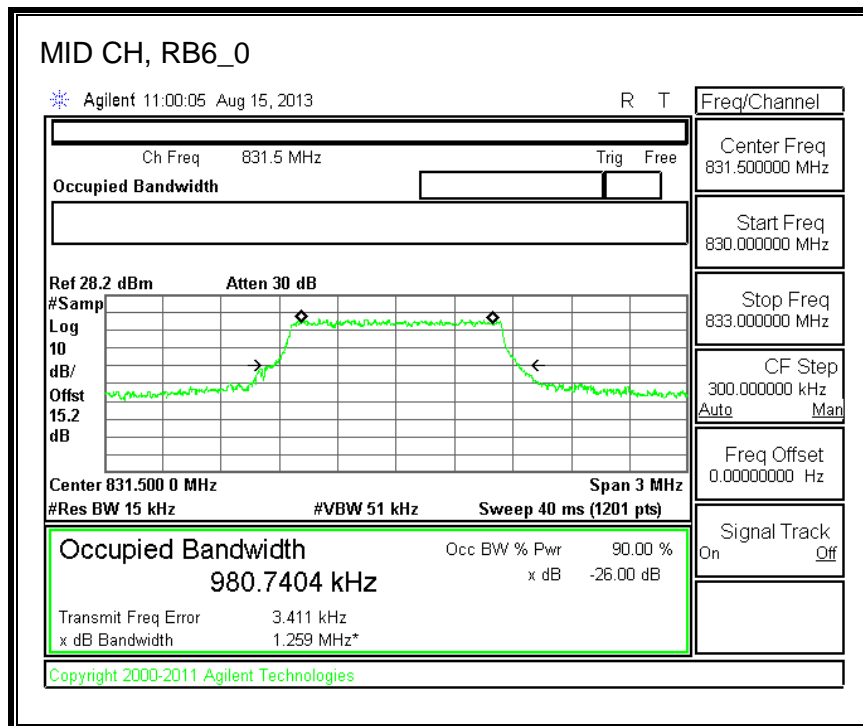 MID CH, RB6_0
Agilent 11:00:05 Aug 15, 2013 R T
Freq/Channel
Ch Freq 831.5 MHz Trig Free
Occupied Bandwidth
Center Freq
831.500000 MHz
Start Freq
830.000000 MHz
Stop Freq
833.000000 MHz
CF Step
300.000000 kHz
Auto Man
Freq Offset
0.00000000 Hz
Signal Track
On Off
Ref 28.2 dBm Atten 30 dB
#Samp
Log
10
dB/
Offst
15.2
dB
Center 831.500 0 MHz Span 3 MHz
#Res BW 15 kHz #VBW 51 kHz Sweep 40 ms (1201 pts)
Occupied Bandwidth Occ BW % Pwr 90.00 %
980.7404 kHz x dB -26.00 dB
Transmit Freq Error 3.411 kHz
x dB Bandwidth 1.259 MHz*
Copyright 2000-2011 Agilent Technologies